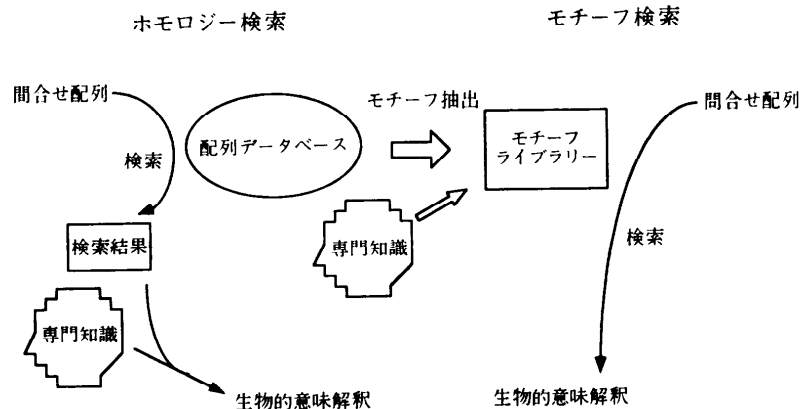 ホモロジー検索
モチーフ検索
問合せ配列
検索
配列データベース
モチーフ抽出
モチーフ
ライブラリー
問合せ配列
検索結果
専門知識
検索
専門知識
生物的意味解釈
生物的意味解釈